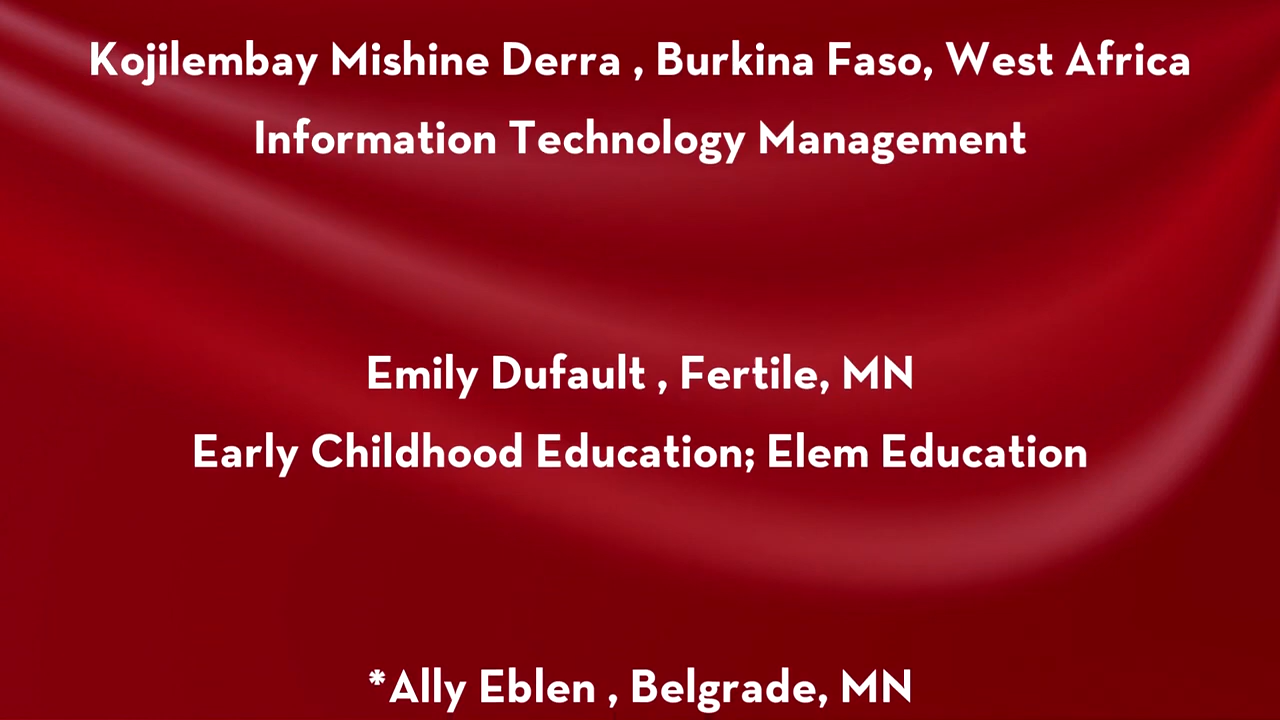 Kojilembay Mishine Derra , Burkina Faso, West Africa
Information Technology Management
Emily Dufault , Fertile, MN
Early Childhood Education; Elem Education
*Ally Eblen , Belgrade, MN